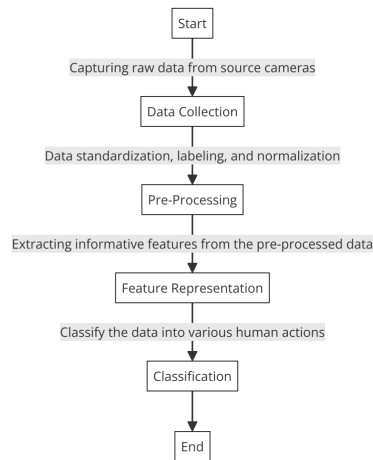 Start
Capturing raw data from source cameras
Data Collection
Data standardization, labeling, and normalization
Pre-Processing
Extracting informative features from the pre-processed data
Feature Representation
Classify the data into various human actions
Classification
End